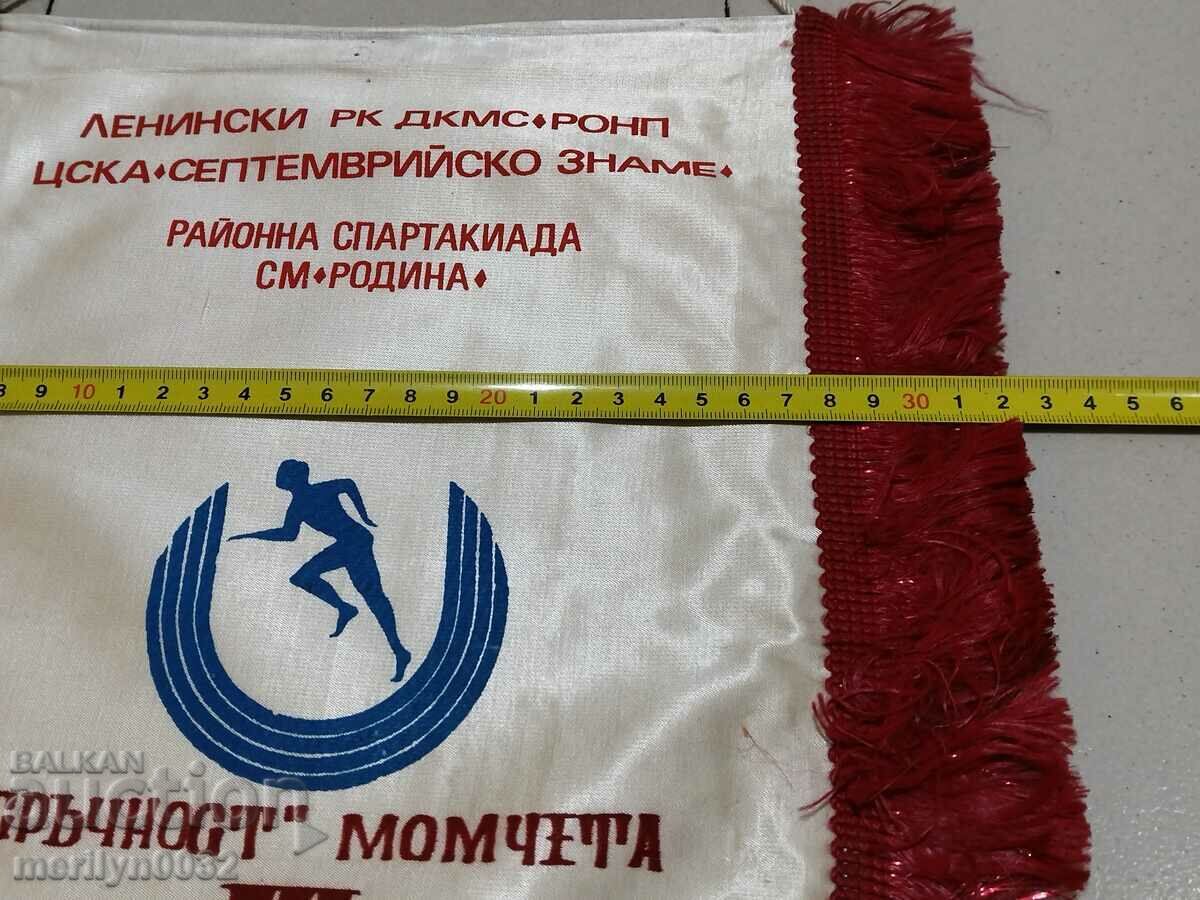 ЛЕНИНСКИ РК ДКМС♦РОНП
ЦСКА♦СЕПТЕМВРИЙСКО ЗНАМЕ♦
РАЙОННА СПАРТАКИАДА
СМ♦РОДИНА♦
8 9 10 1 2 3 4 5 6 7 8 9 20 1 2 3 4 5 6 7 8 9 30 1 2 3 4 5 6
BALKAN
auction
СРЪЧНОСТ" МОМЧЕТА
merilyn0032